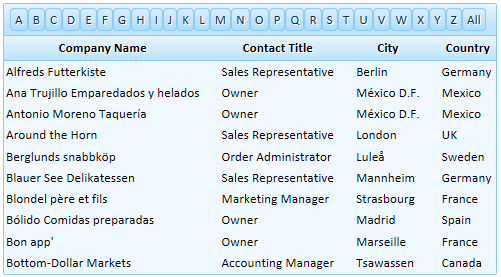 A B C D E F G H I J K L M N O P Q R S T U V W X Y Z All
Company Name Contact Title City Country
Alfreds Futterkiste Sales Representative Berlin Germany
Ana Trujillo Emparedados y helados Owner México D.F. Mexico
Antonio Moreno Taquería Owner México D.F. Mexico
Around the Horn Sales Representative London UK
Berglunds snabbköp Order Administrator Luleå Sweden
Blauer See Delikatessen Sales Representative Mannheim Germany
Blondel père et fils Marketing Manager Strasbourg France
Bólido Comidas preparadas Owner Madrid Spain
Bon app' Owner Marseille France
Bottom-Dollar Markets Accounting Manager Tsawassen Canada